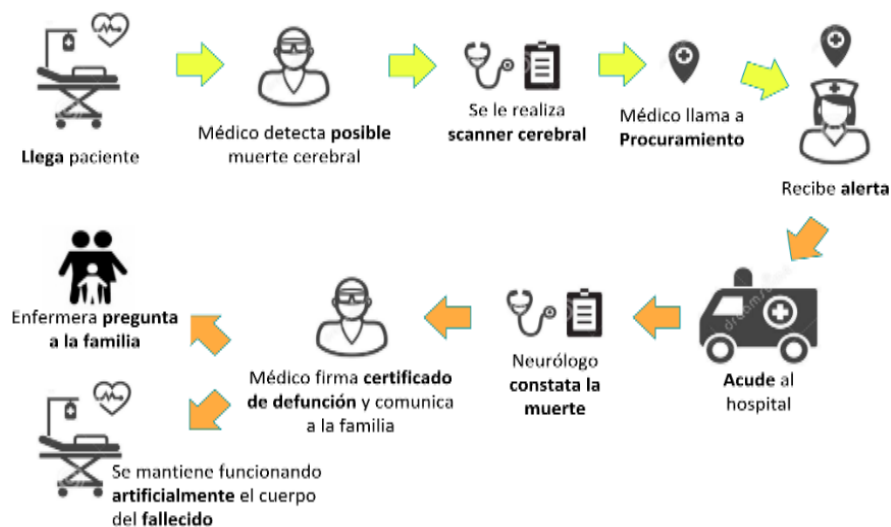 Llega paciente
Médico detecta posible
muerte cerebral
Se le realiza
scanner cerebral
Médico llama a
Procuramiento
Recibe alerta
Acude al
hospital
Neurólogo
constata la
muerte
Médico firma certificado
de defunción y comunica
a la familia
Enfermera pregunta
a la familia
Se mantiene funcionando
artificialmente el cuerpo
del fallecido